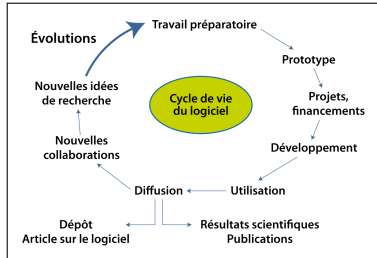 Travail préparatoire
Évolutions
Prototype
Nouvelles idées
de recherche
Cycle de vie
du logiciel
Projets,
financements
Nouvelles
collaborations
Développement
Diffusion
Utilisation
Dépôt
Article sur le logiciel
Résultats scientifiques
Publications